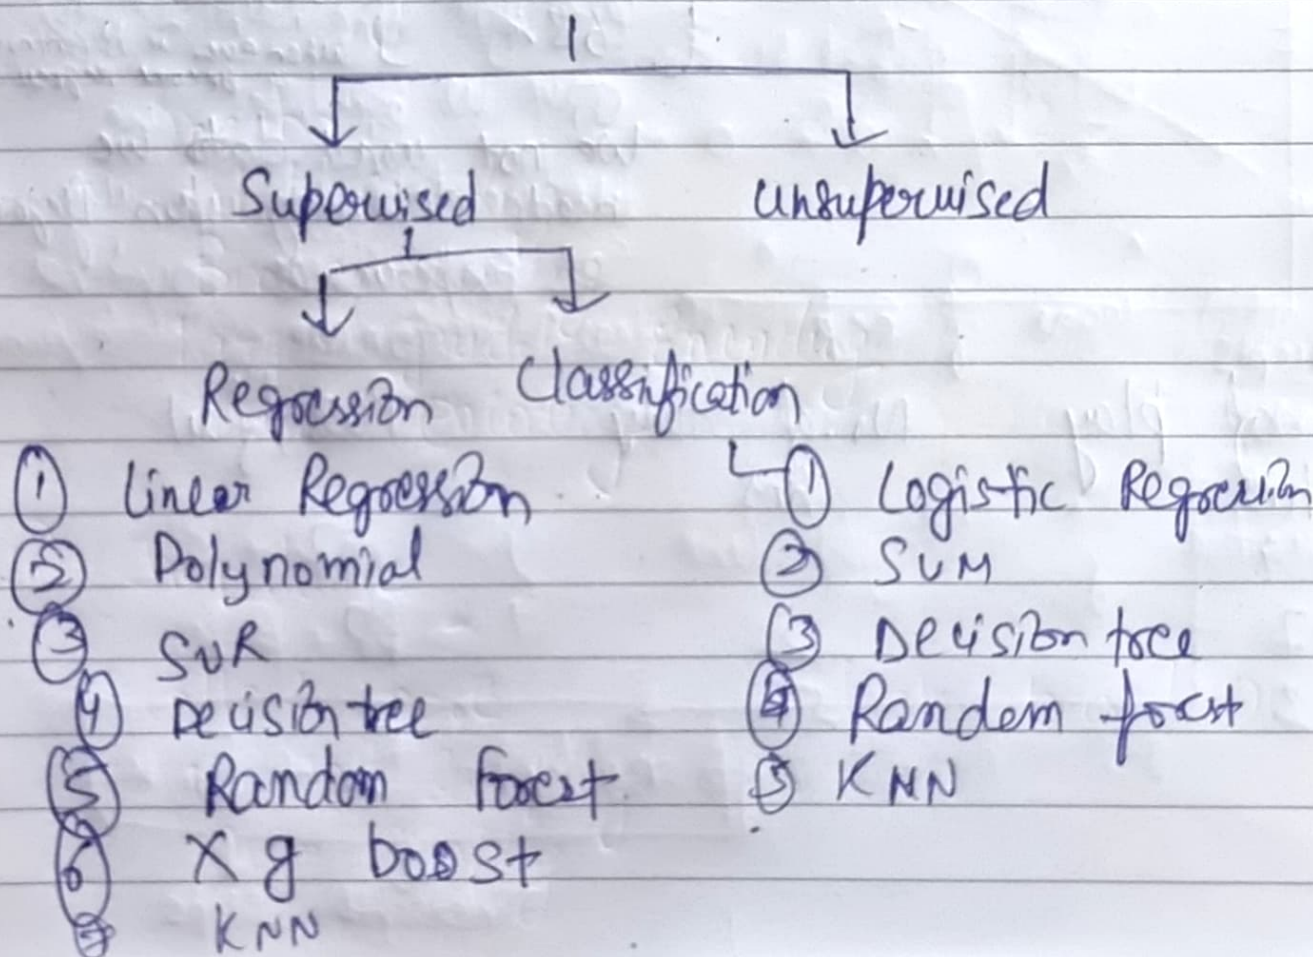 Supervised
unsupervised
Regression
Classification
① Linear Regression
② Polynomial
③ SVR
④ Decision tree
⑤ Random forest
⑥ Xg boost
⑦ KNN
① Logistic Regression
② SVM
③ Decision tree
④ Random forest
⑤ KNN